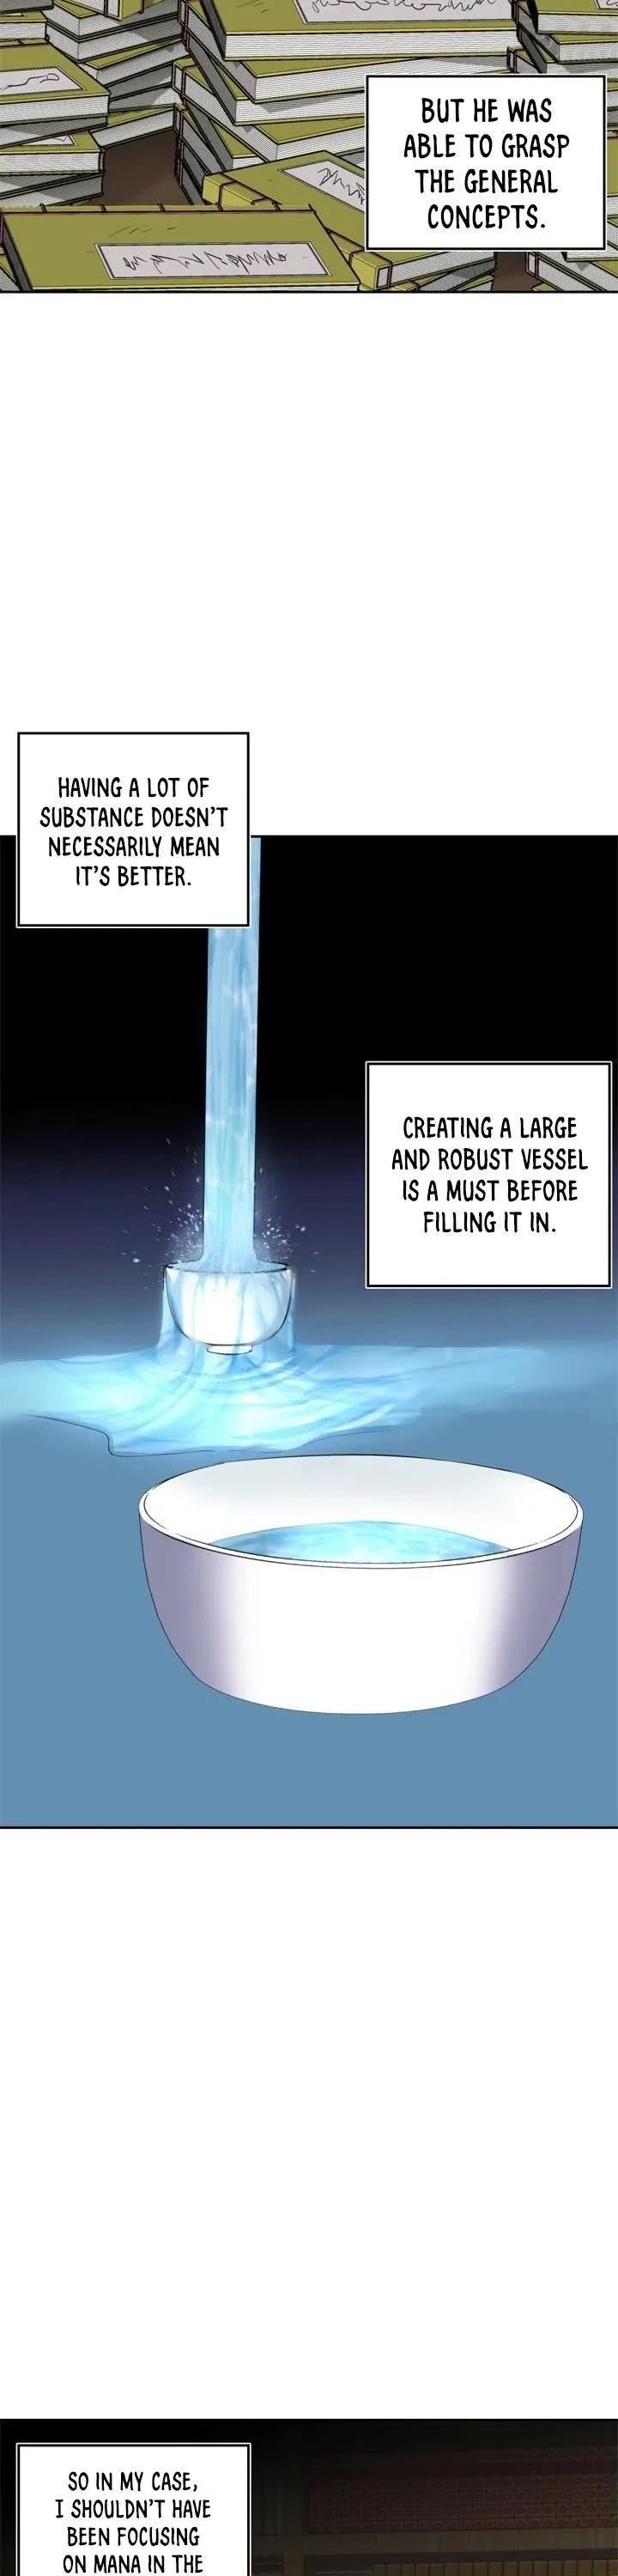 BUT HE WAS
ABLE TO GRASP
THE GENERAL
CONCEPTS.
HAVING A LOT OF
SUBSTANCE DOESN'T
NECESSARILY MEAN
IT'S BETTER.
CREATING A LARGE
AND ROBUST VESSEL
IS A MUST BEFORE
FILLING IT IN.
SO IN MY CASE,
I SHOULDN'T HAVE
BEEN FOCUSING
ON MANA IN THE